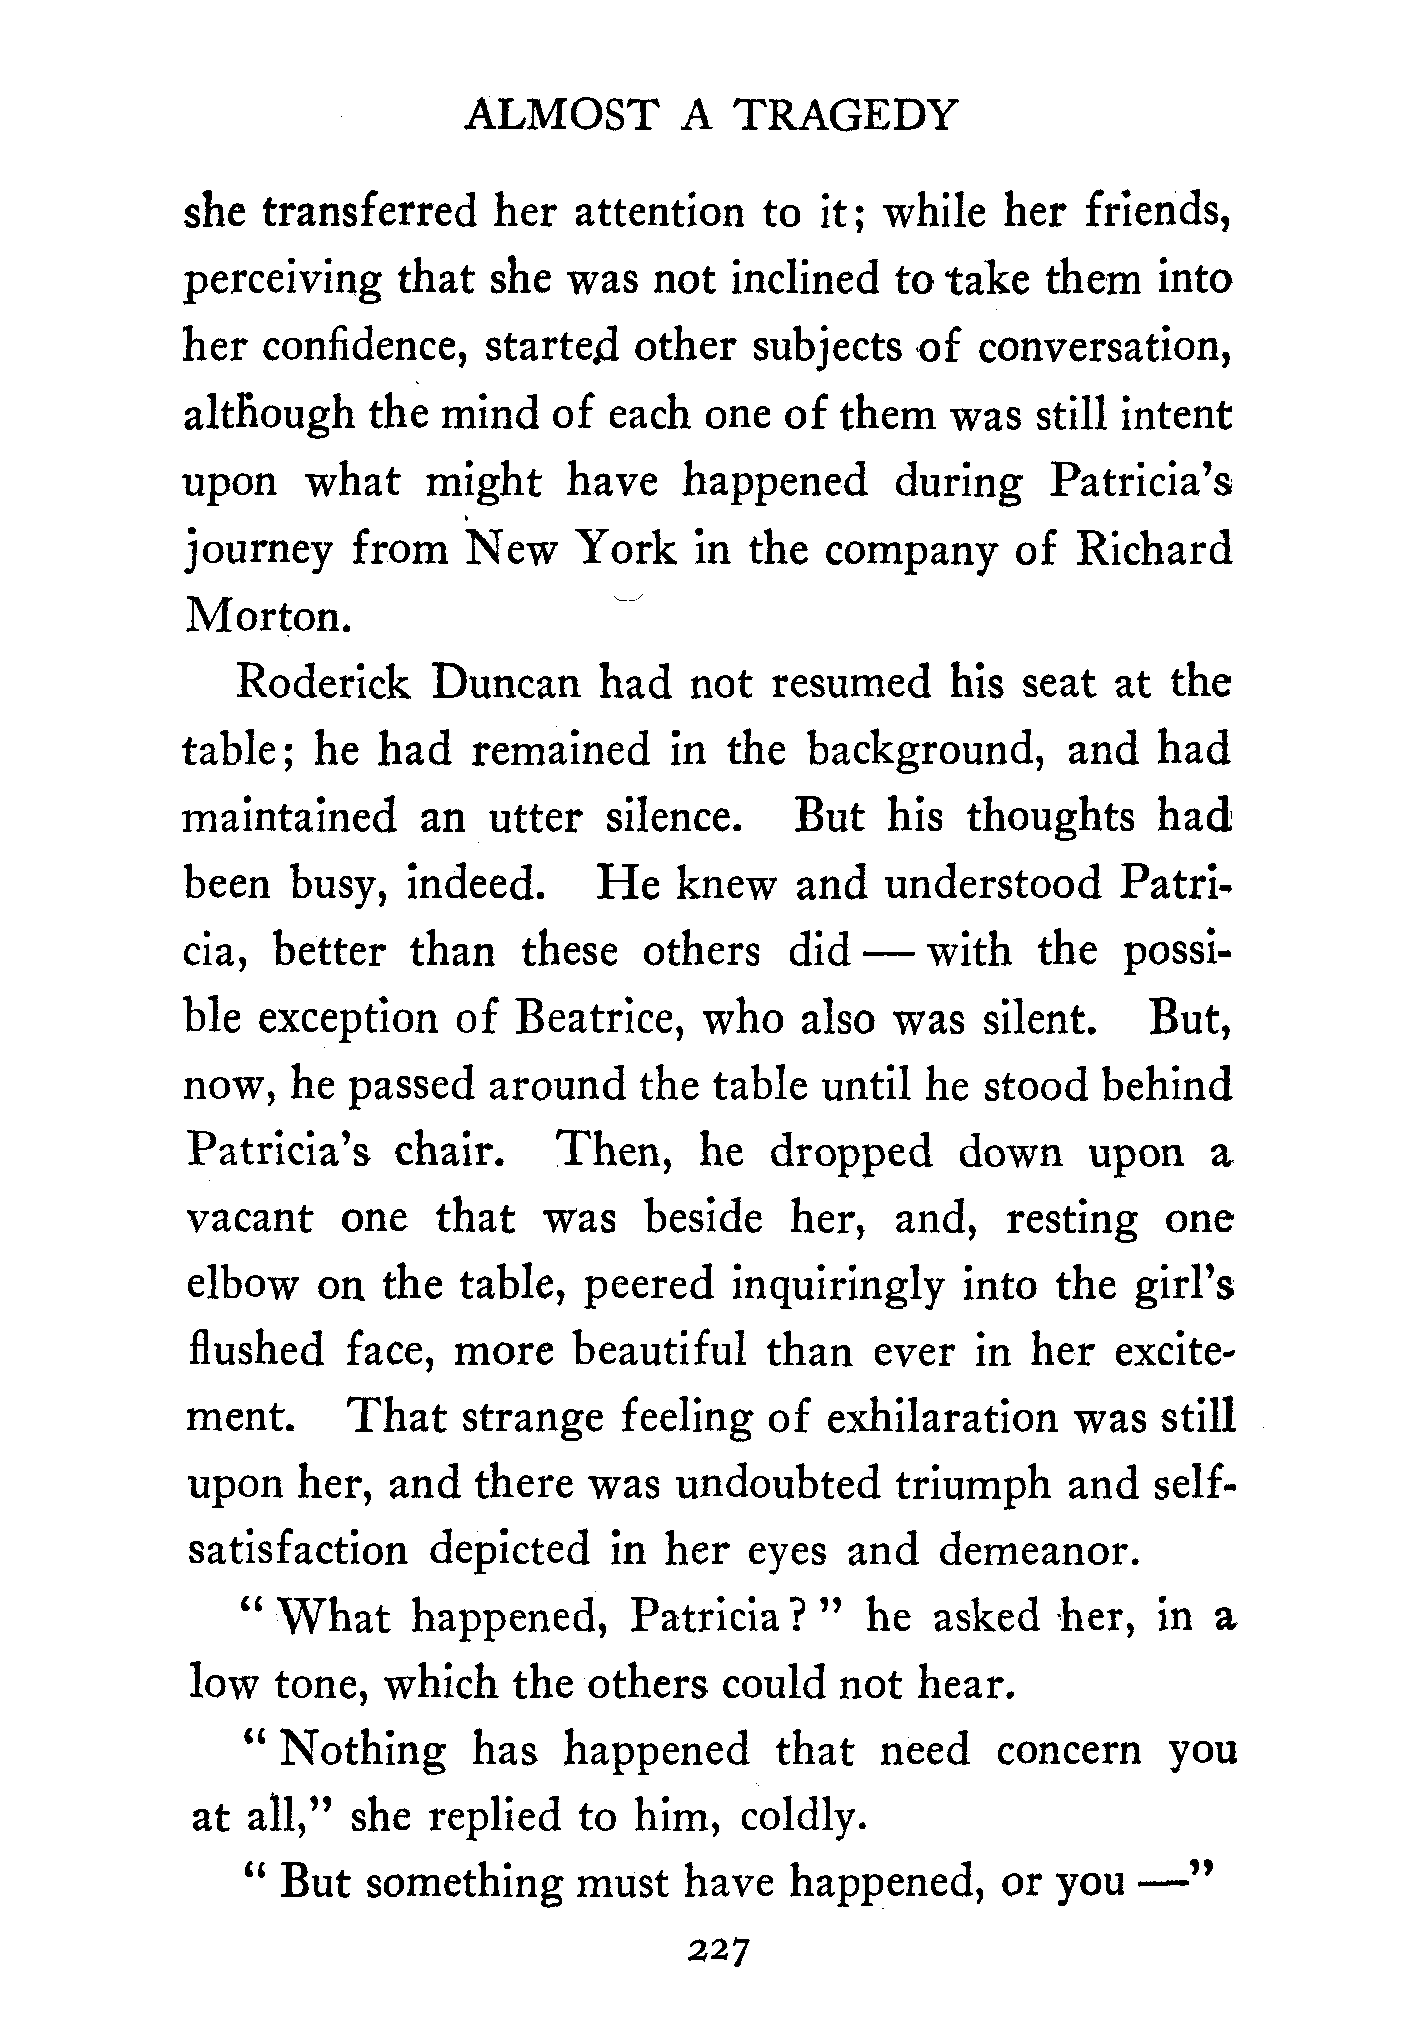 ALMOST A TRAGEDY
she transferred her attention to it; while her friends,
perceiving that she was not inclined to take them into
her confidence, started other subjects of conversation,
although the mind of each one of them was still intent
upon what might have happened during Patricia's
journey from New York in the company of Richard
Morton.
Roderick Duncan had not resumed his seat at the
table; he had remained in the background, and had
maintained an utter silence. But his thoughts had
been busy, indeed. He knew and understood Patri-
cia, better than these others did — with the possi-
ble exception of Beatrice, who also was silent. But,
now, he passed around the table until he stood behind
Patricia's chair. Then, he dropped down upon a
vacant one that was beside her, and, resting one
elbow on the table, peered inquiringly into the girl's
flushed face, more beautiful than ever in her excite-
ment. That strange feeling of exhilaration was still
upon her, and there was undoubted triumph and self-
satisfaction depicted in her eyes and demeanor.
" What happened, Patricia? " he asked her, in a
low tone, which the others could not hear.
" Nothing has happened that need concern you
at all," she replied to him, coldly.
" But something must have happened, or you —"
227